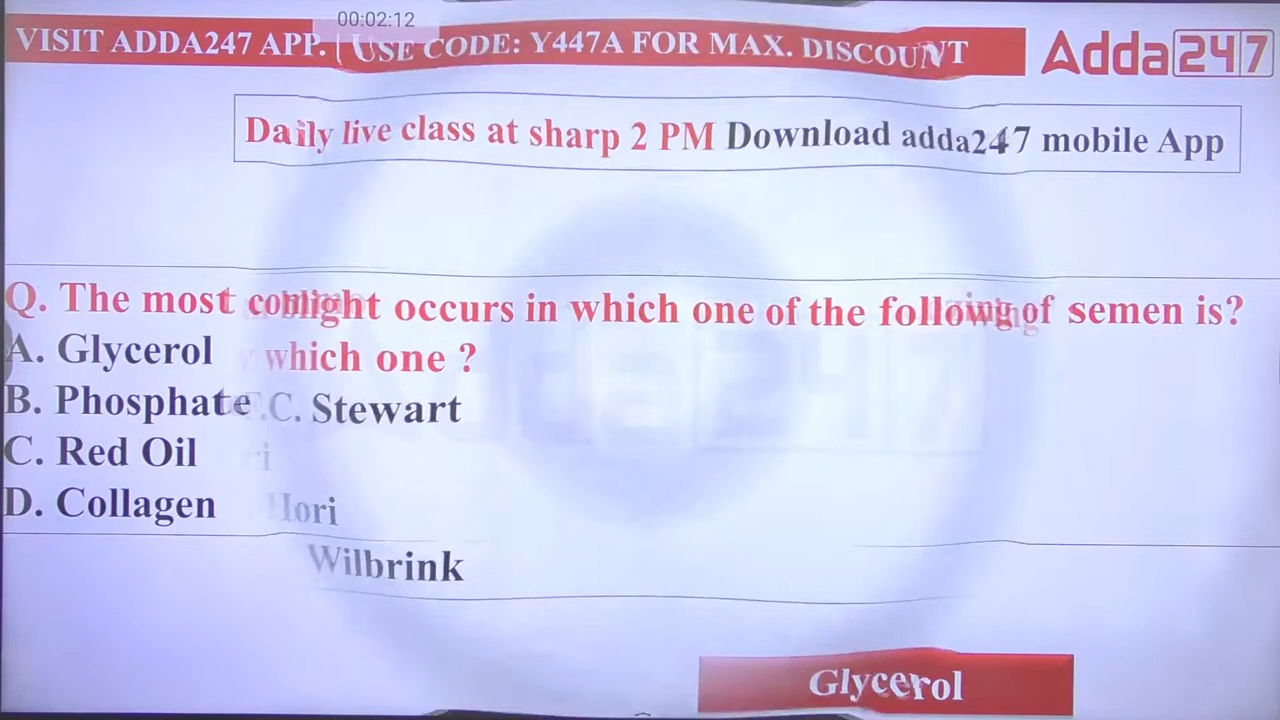 00:02:12
VISIT ADDA247 APP. | USE CODE: Y447A FOR MAX. DISCOUNT
Adda247
Daily live class at sharp 2 PM Download adda247 mobile App
Q. The most occurs in which one of the of semen is?
A. Glycerol which one ?
B. Phosphate C. Stewart
C. Red Oil
D. Collagen Hori
Wilbrink
Glycerol